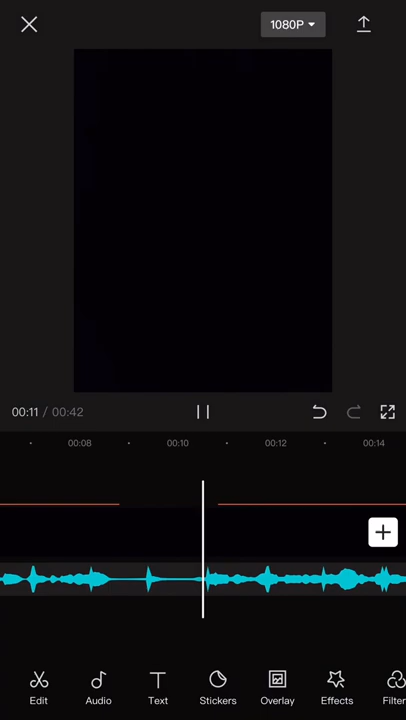 1080P
00:11 / 00:42
00:08 00:10 00:12 00:14
Edit Audio Text Stickers Overlay Effects Filter